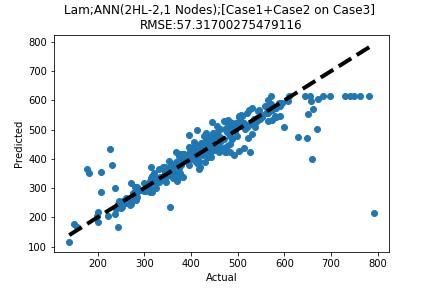 Lam;ANN(2HL-2,1 Nodes);[Case1+Case2 on Case3]
RMSE:57.31700275479116
800
700
600
500
400
300
200
100
Predicted
200 300 400 500 600 700 800
Actual